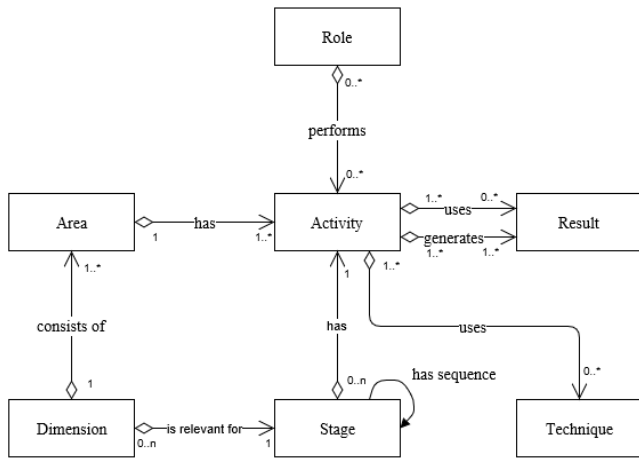 Role
0..*
performs
0..*
Area
1
has
1..*
Activity
1..*
uses
0..*
1..*
generates
1..*
Result
1..*
1
1..*
consists of
has
uses
has sequence
1
0..n
0..*
Dimension
0..n
is relevant for
1
Stage
Technique